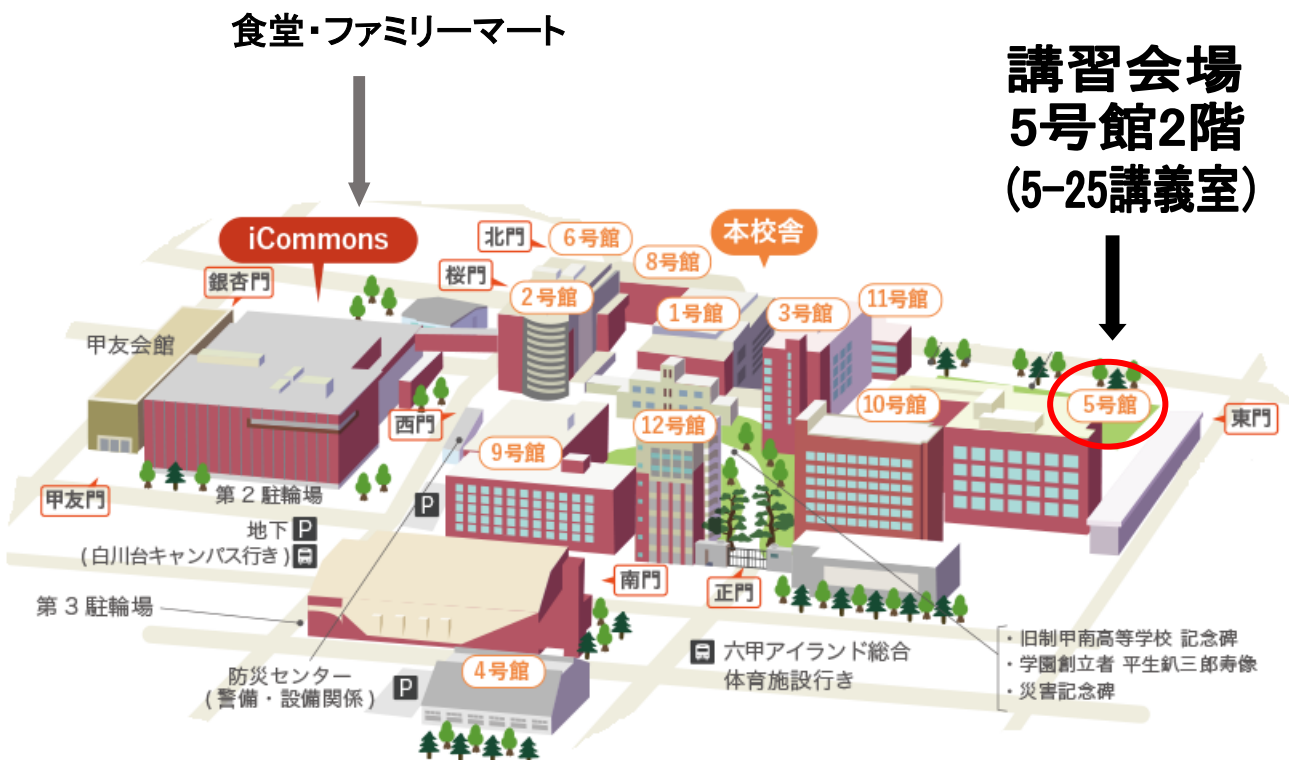 食堂・ファミリーマート
講習会場
5号館2階
(5-25講義室)
iCommons
北門
6号館
本校舎
8号館
桜門
銀杏門
2号館
1号館
3号館
11号館
甲友会館
西門
12号館
10号館
5号館
東門
9号館
甲友門
第2駐輪場
P
地下 P
(白川台キャンパス行き)
南門
正門
第3駐輪場
防災センター
(警備・設備関係)
P
4号館
六甲アイランド総合
体育施設行き
・旧制甲南高等学校 記念碑
・学園創立者 平生釟三郎寿像
・災害記念碑